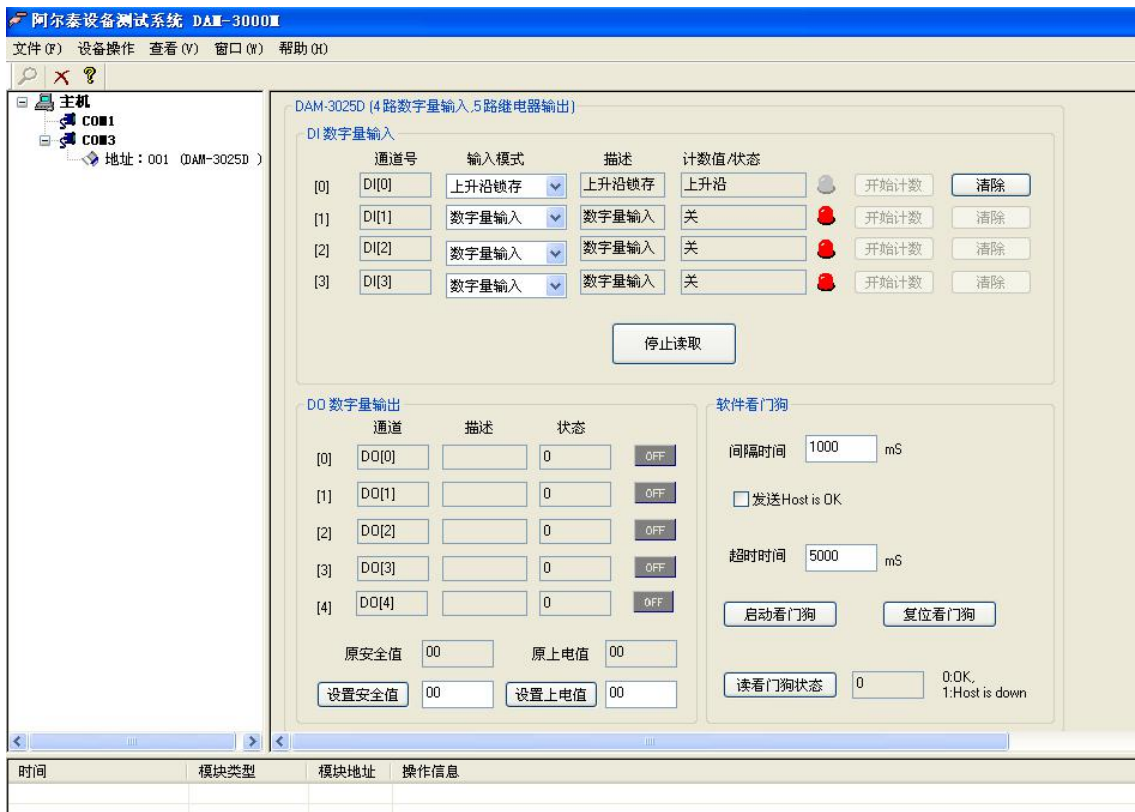 阿尔泰设备测试系统 DAM-3000M
文件(F) 设备操作 查看(V) 窗口(W) 帮助(H)
主机
COM1
COM3
地址：001 (DAM-3025D )
DAM-3025D (4路数字量输入,5路继电器输出)
DI 数字量输入
通道号 输入模式 描述 计数值/状态
[0] DI[0] 上升沿锁存 上升沿锁存 上升沿 开始计数 清除
[1] DI[1] 数字量输入 数字量输入 关 开始计数 清除
[2] DI[2] 数字量输入 数字量输入 关 开始计数 清除
[3] DI[3] 数字量输入 数字量输入 关 开始计数 清除
停止读取
DO 数字量输出
通道 描述 状态
[0] DO[0] 0 OFF
[1] DO[1] 0 OFF
[2] DO[2] 0 OFF
[3] DO[3] 0 OFF
[4] DO[4] 0 OFF
原安全值 00 原上电值 00
设置安全值 00 设置上电值 00
软件看门狗
间隔时间 1000 mS
发送Host is OK
超时时间 5000 mS
启动看门狗 复位看门狗
读看门狗状态 0 0:OK,
1:Host is down
时间 模块类型 模块地址 操作信息